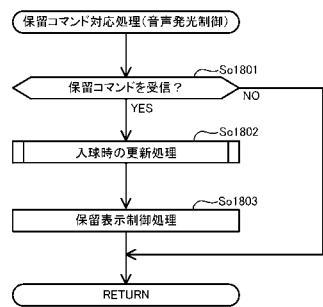 保留コマンド対応処理(音声発光制御)
So1801
保留コマンドを受信?
NO
YES
So1802
入球時の更新処理
So1803
保留表示制御処理
RETURN